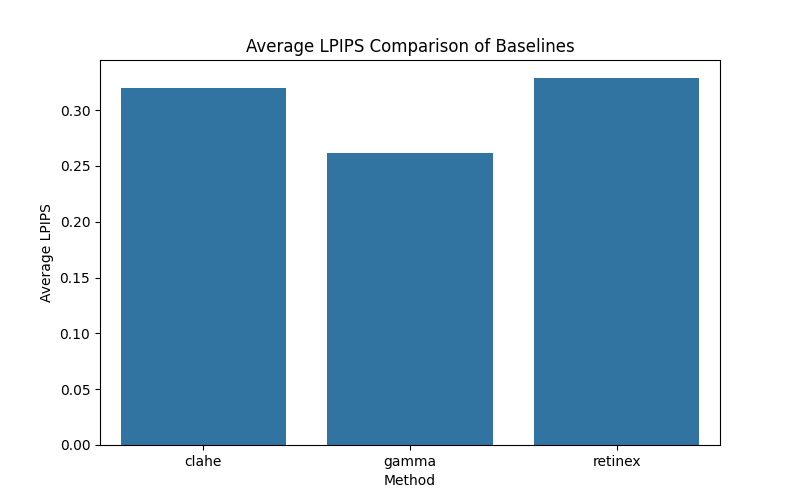 Average LPIPS Comparison of Baselines
Average LPIPS
0.30
0.25
0.20
0.15
0.10
0.05
0.00
clahe
gamma
retinex
Method